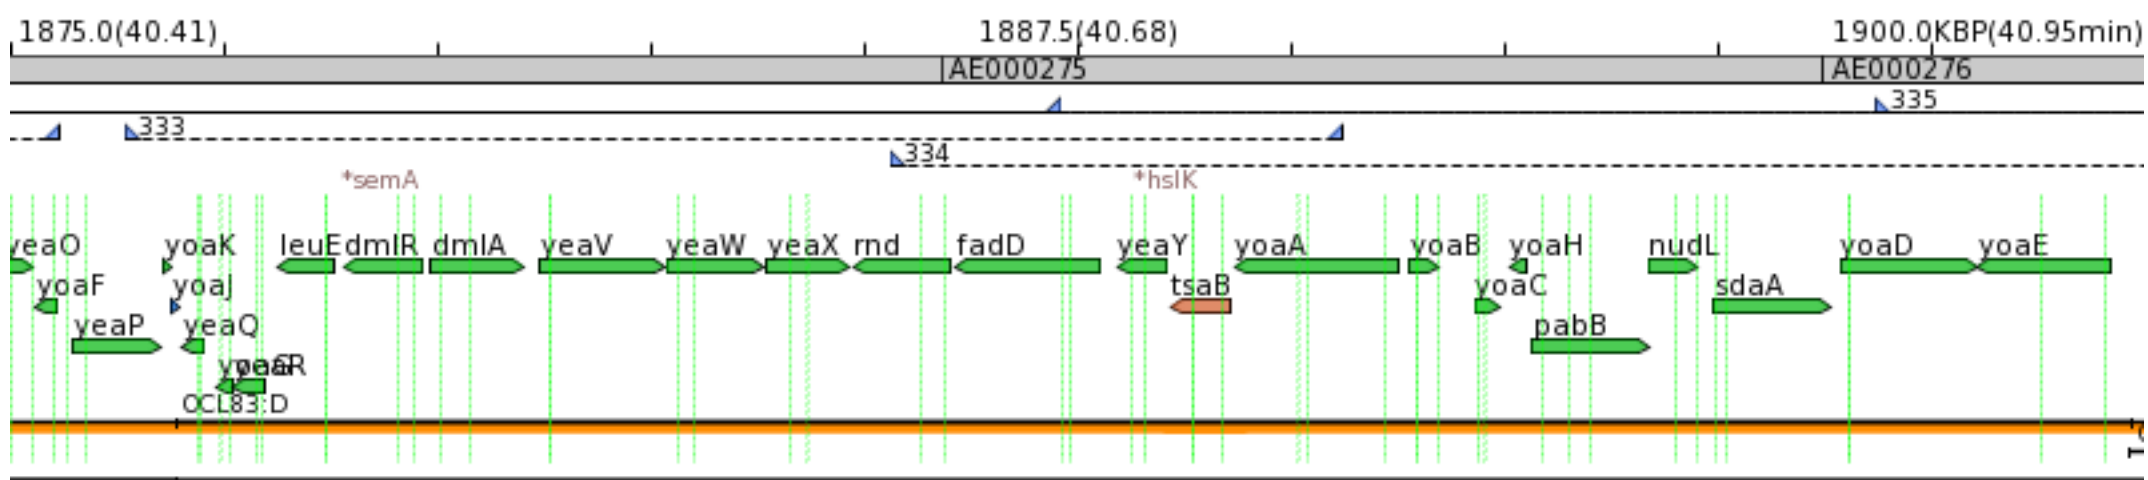 1875.0(40.41) 1887.5(40.68) 1900.0KBP(40.95min)
AE000275 AE000276
335
333
334
*semA *hslK
yeaO yoaK leuE dmlR dmlA yeaV yeaW yeaX rnd fadD yeaY yoaA yoaB yoaH nudL yoaD yoaE
yoaF yoaJ tsaB yoaC sdaA
yeaP yeaQ pabB
OCL83:D